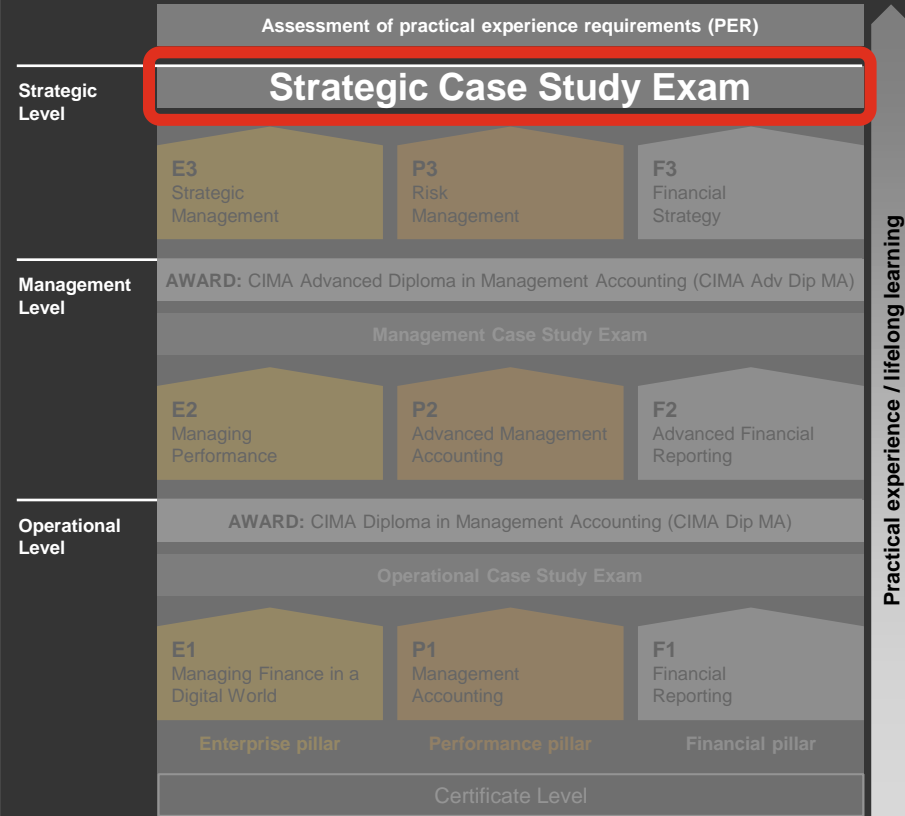 Assessment of practical experience requirements (PER)
Strategic
Level
Strategic Case Study Exam
E3
Strategic
Management
P3
Risk
Management
F3
Financial
Strategy
Management
Level
AWARD: CIMA Advanced Diploma in Management Accounting (CIMA Adv Dip MA)
Management Case Study Exam
E2
Managing
Performance
P2
Advanced Management
Accounting
F2
Advanced Financial
Reporting
Operational
Level
AWARD: CIMA Diploma in Management Accounting (CIMA Dip MA)
Operational Case Study Exam
E1
Managing Finance in a
Digital World
P1
Management
Accounting
F1
Financial
Reporting
Enterprise pillar
Performance pillar
Financial pillar
Certificate Level
Practical experience / lifelong learning